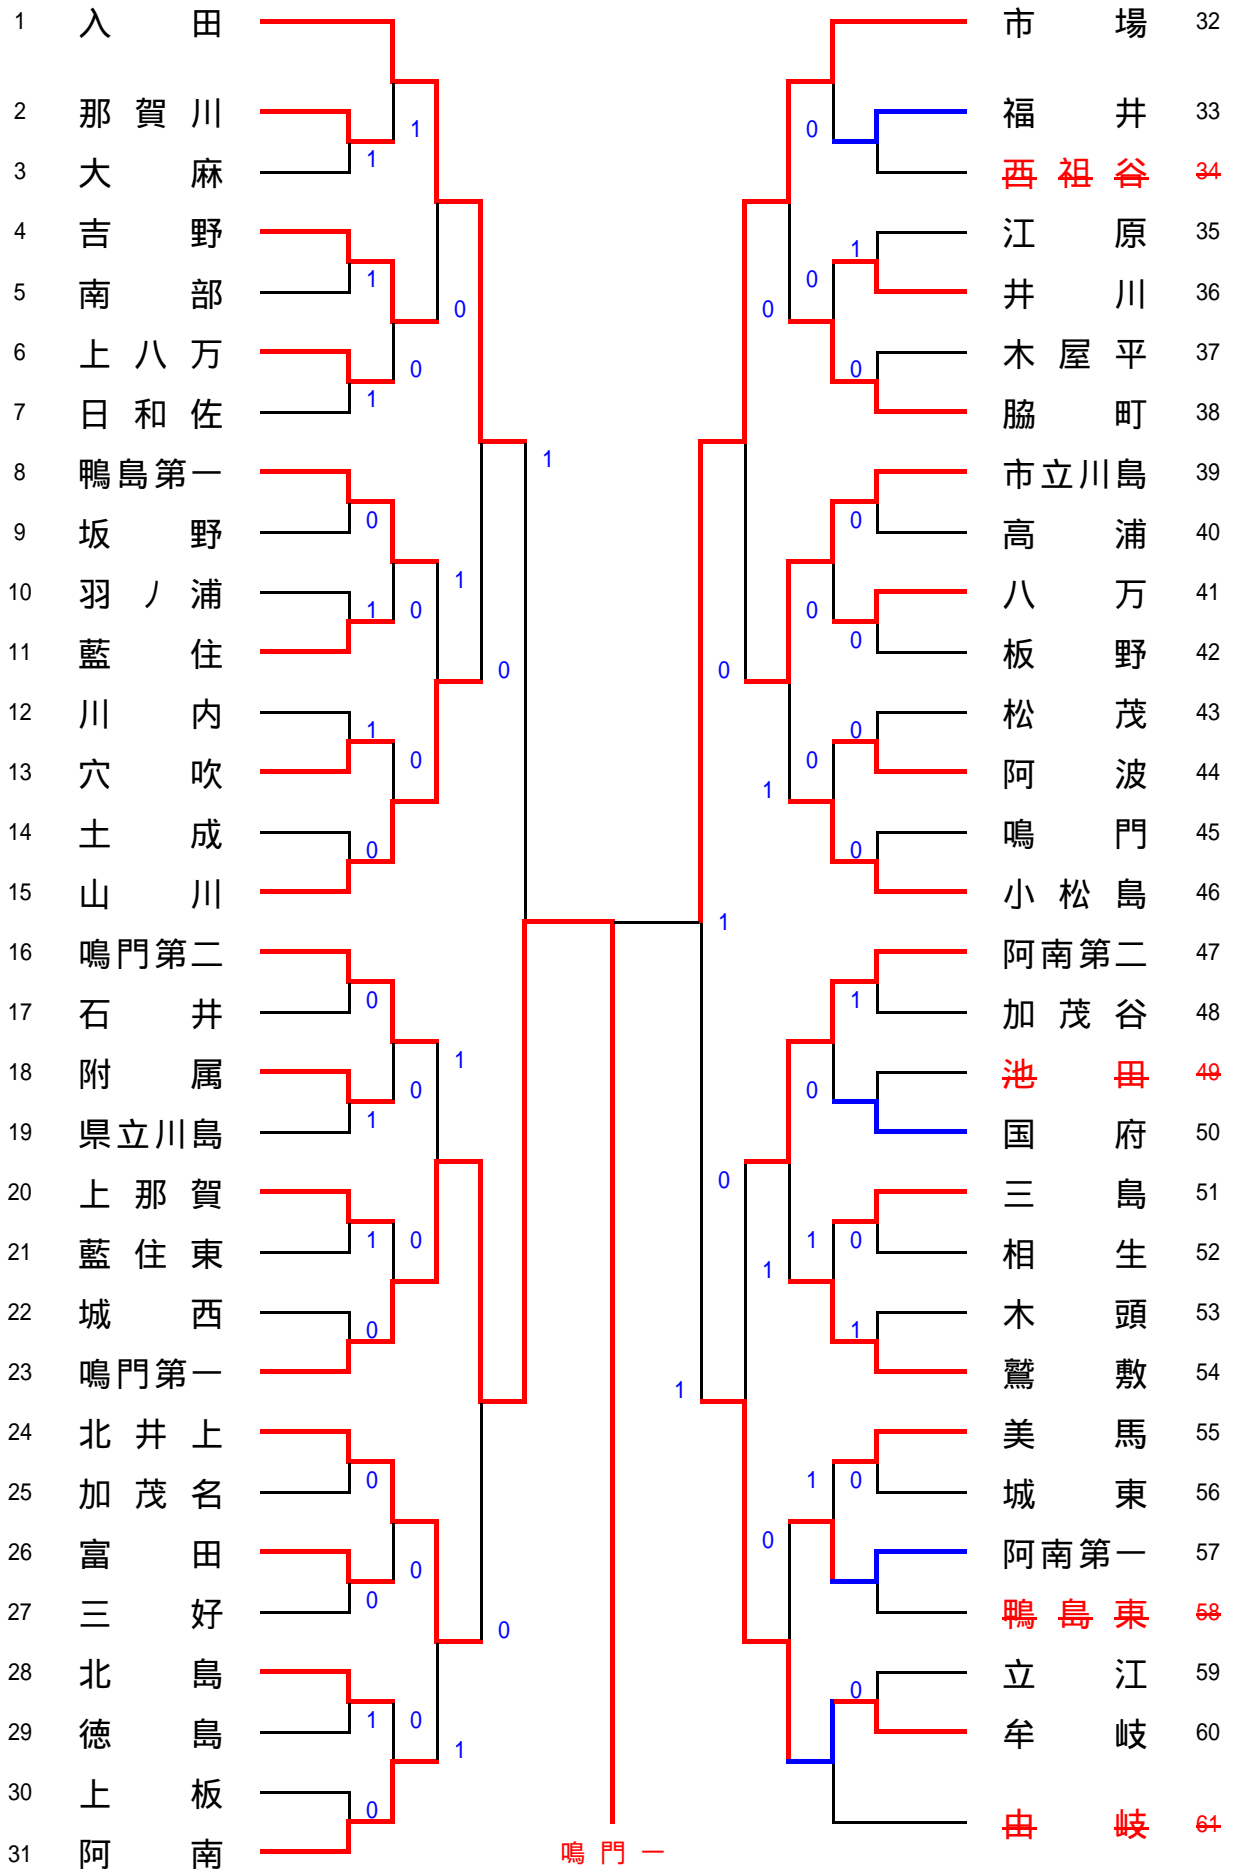 1 入田
2 那賀川
3 大麻
4 吉野
5 南部
6 上八万
7 日和佐
8 鴨島第一
9 坂野
10 羽ノ浦
11 藍住
12 川内
13 穴吹
14 土成
15 山川
16 鳴門第二
17 石井
18 附属
19 県立川島
20 上那賀
21 藍住東
22 城西
23 鳴門第一
24 北井上
25 加茂名
26 富田
27 三好
28 北島
29 徳島
30 上板
31 阿南
1
1
1
0
0
1
1
0
1
1
0
0
1
0
0
0
1
0
0
1
1
0
0
0
0
0
0
1
0
1
0
鳴門一
0
1
0
0
0
0
0
0
0
0
0
0
1
0
1
1
0
0
1
0
1
1
1
1
0
0
0
市場 32
福井 33
西祖谷 34
江原 35
井川 36
木屋平 37
脇町 38
市立川島 39
高浦 40
八万 41
板野 42
松茂 43
阿波 44
鳴門 45
小松島 46
阿南第二 47
加茂谷 48
池田 49
国府 50
三島 51
相生 52
木頭 53
鷲敷 54
美馬 55
城東 56
阿南第一 57
鴨島東 58
立江 59
牟岐 60
由岐 61